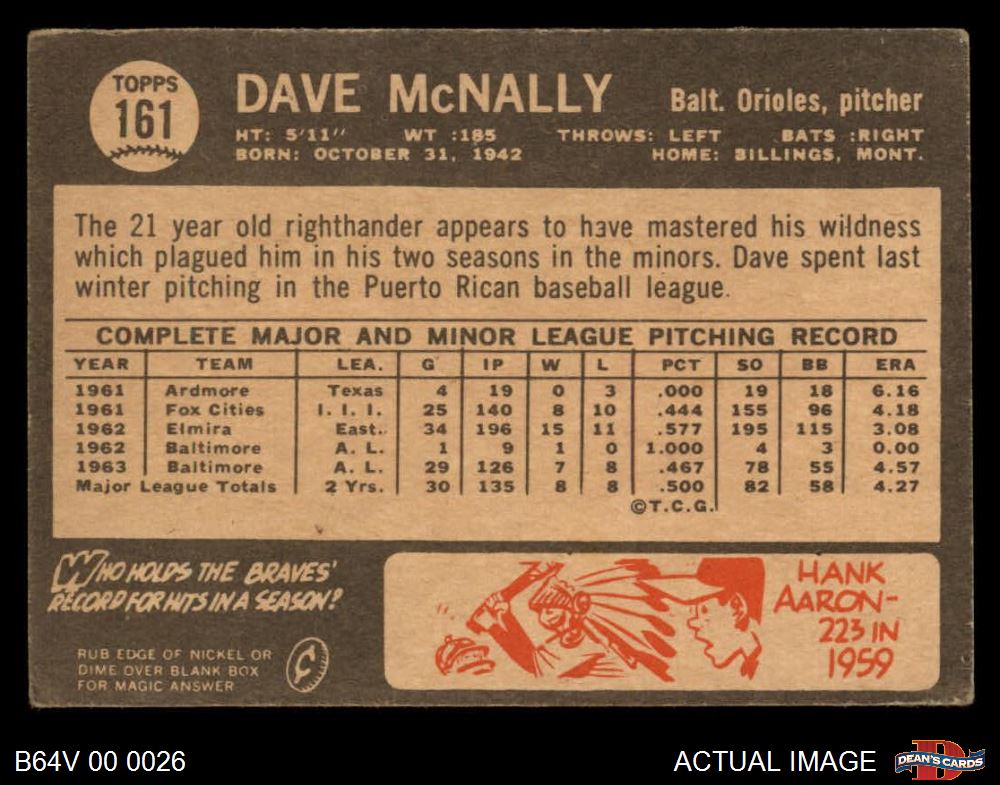 TOPPS
161
DAVE McNALLY
Balt. Orioles, pitcher
HT: 5'11" WT :185 THROWS: LEFT BATS :RIGHT
BORN: OCTOBER 31, 1942 HOME: BILLINGS, MONT.
The 21 year old righthander appears to have mastered his wildness
which plagued him in his two seasons in the minors. Dave spent last
winter pitching in the Puerto Rican baseball league.
COMPLETE MAJOR AND MINOR LEAGUE PITCHING RECORD
YEAR TEAM LEA. G IP W L PCT SO BB ERA
1961 Ardmore Texas 4 19 0 3 .000 19 18 6.16
1961 Fox Cities I. I. I. 25 140 8 10 .444 155 96 4.18
1962 Elmira East. 34 196 15 11 .577 195 115 3.08
1962 Baltimore A. L. 1 9 1 0 1.000 4 3 0.00
1963 Baltimore A. L. 29 126 7 8 .467 78 55 4.57
Major League Totals 2 Yrs. 30 135 8 8 .500 82 58 4.27
©T.C.G.
WHO HOLDS THE BRAVES'
RECORD FOR HITS IN A SEASON?
RUB EDGE OF NICKEL OR
DIME OVER BLANK BOX
FOR MAGIC ANSWER
HANK
AARON-
223 IN
1959
B64V 00 0026
ACTUAL IMAGE
DEAN'S CARDS